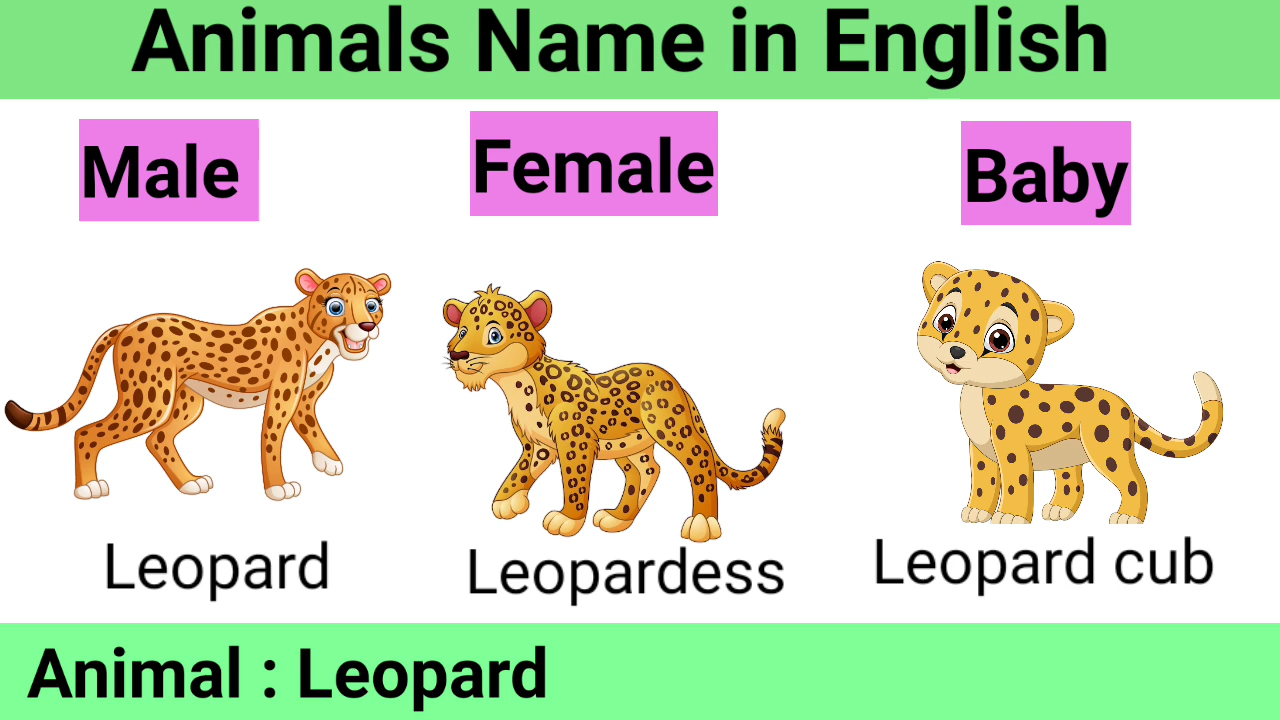 Animals Name in English
Male
Female
Baby
Leopard
Leopardess
Leopard cub
Animal : Leopard